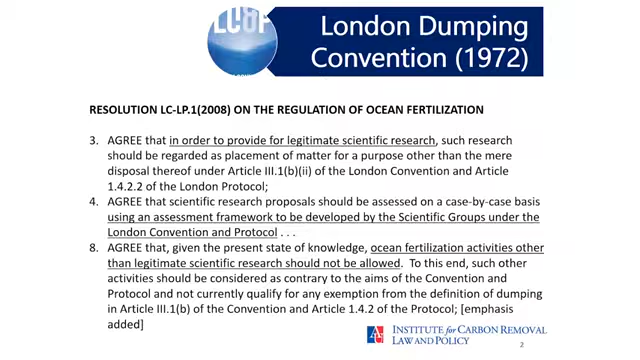 LC&P
London Dumping
Convention (1972)
RESOLUTION LC-LP.1(2008) ON THE REGULATION OF OCEAN FERTILIZATION
3. AGREE that in order to provide for legitimate scientific research, such research
should be regarded as placement of matter for a purpose other than the mere
disposal thereof under Article III.1(b)(ii) of the London Convention and Article
1.4.2.2 of the London Protocol;
4. AGREE that scientific research proposals should be assessed on a case-by-case basis
using an assessment framework to be developed by the Scientific Groups under the
London Convention and Protocol . . .
8. AGREE that, given the present state of knowledge, ocean fertilization activities other
than legitimate scientific research should not be allowed. To this end, such other
activities should be considered as contrary to the aims of the Convention and
Protocol and not currently qualify for any exemption from the definition of dumping
in Article III.1(b) of the Convention and Article 1.4.2 of the Protocol; [emphasis
added]
INSTITUTE for CARBON REMOVAL
LAW AND POLICY
2